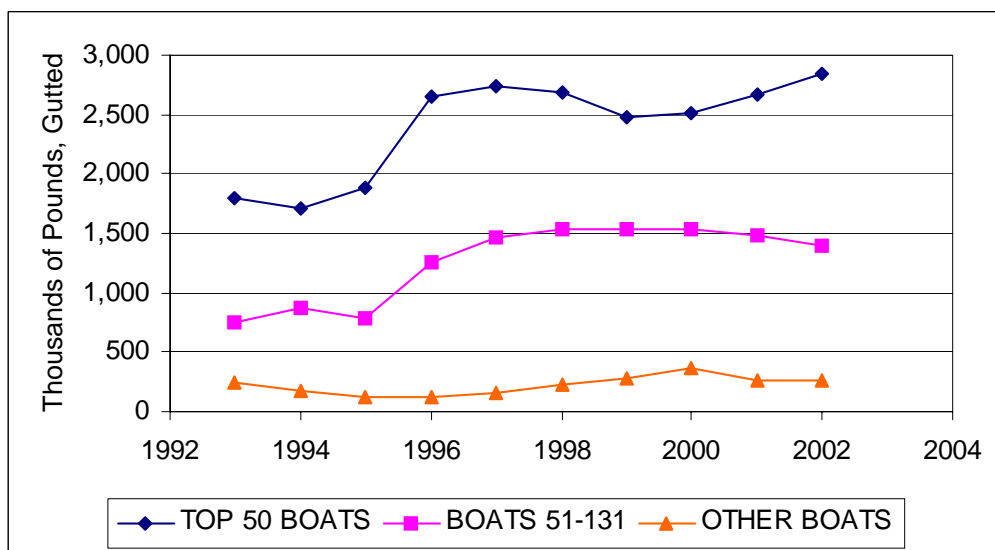 Thousands of Pounds, Gutted
3,000
2,500
2,000
1,500
1,000
500
0
1992 1994 1996 1998 2000 2002 2004
TOP 50 BOATS BOATS 51-131 OTHER BOATS